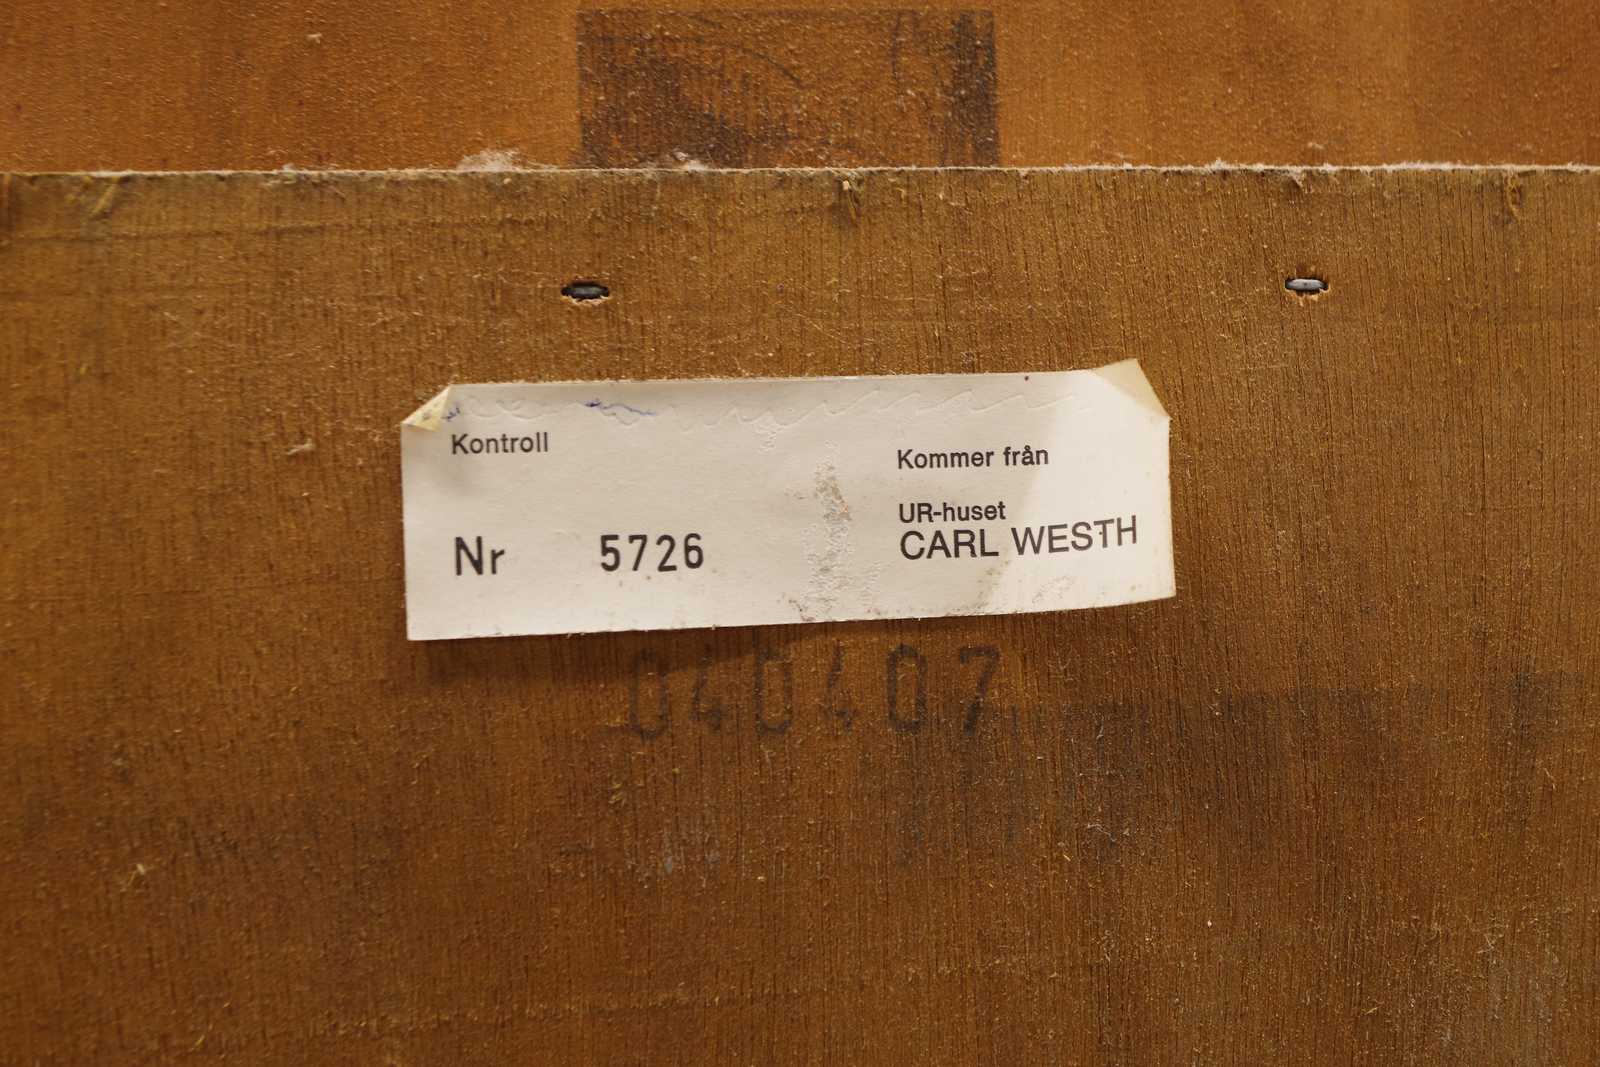 Kontroll
Nr 5726
Kommer från
UR-huset
CARL WESTH
040407